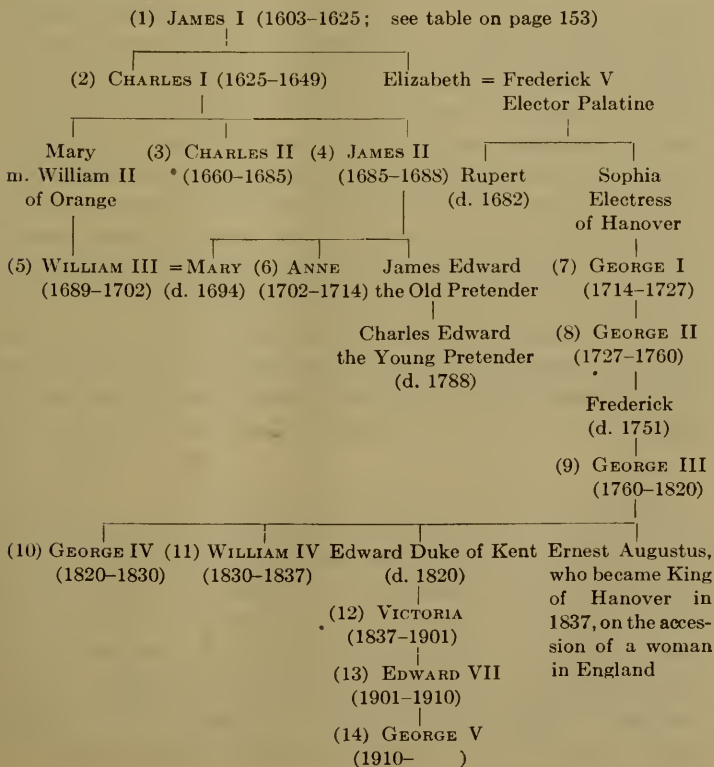 (1) JAMES I (1603–1625; see table on page 153)
(2) CHARLES I (1625–1649) Elizabeth = Frederick V
Elector Palatine
Mary (3) CHARLES II (4) JAMES II
m. William II (1660–1685) (1685–1688) Rupert Sophia
of Orange (d. 1682) Electress
of Hanover
(5) WILLIAM III = MARY (6) ANNE James Edward (7) GEORGE I
(1689–1702) (d. 1694) (1702–1714) the Old Pretender (1714–1727)
Charles Edward (8) GEORGE II
the Young Pretender (1727–1760)
(d. 1788)
Frederick
(d. 1751)
(9) GEORGE III
(1760–1820)
(10) GEORGE IV (11) WILLIAM IV Edward Duke of Kent Ernest Augustus,
(1820–1830) (1830–1837) (d. 1820) who became King
of Hanover in
(12) VICTORIA 1837, on the acces-
(1837–1901) sion of a woman
(13) EDWARD VII in England
(1901–1910)
(14) GEORGE V
(1910– )